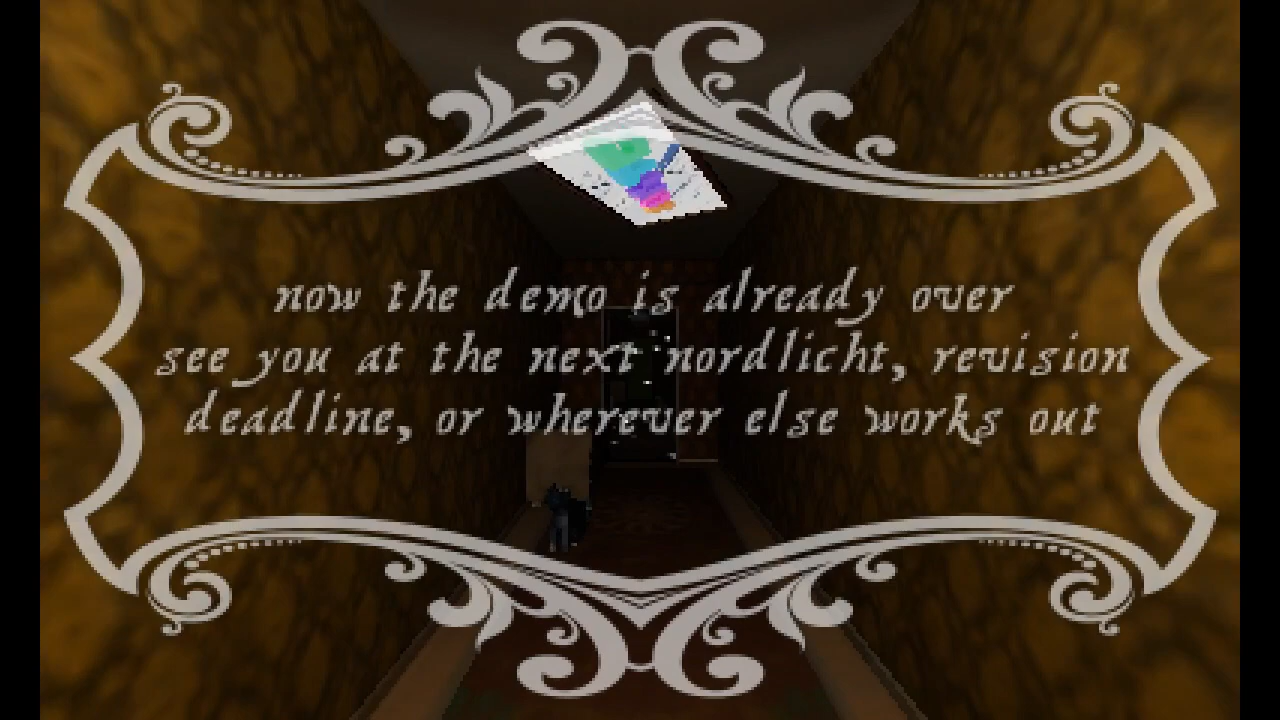 now the demo is already over
see you at the next nordlicht, revision
deadline, or wherever else works out